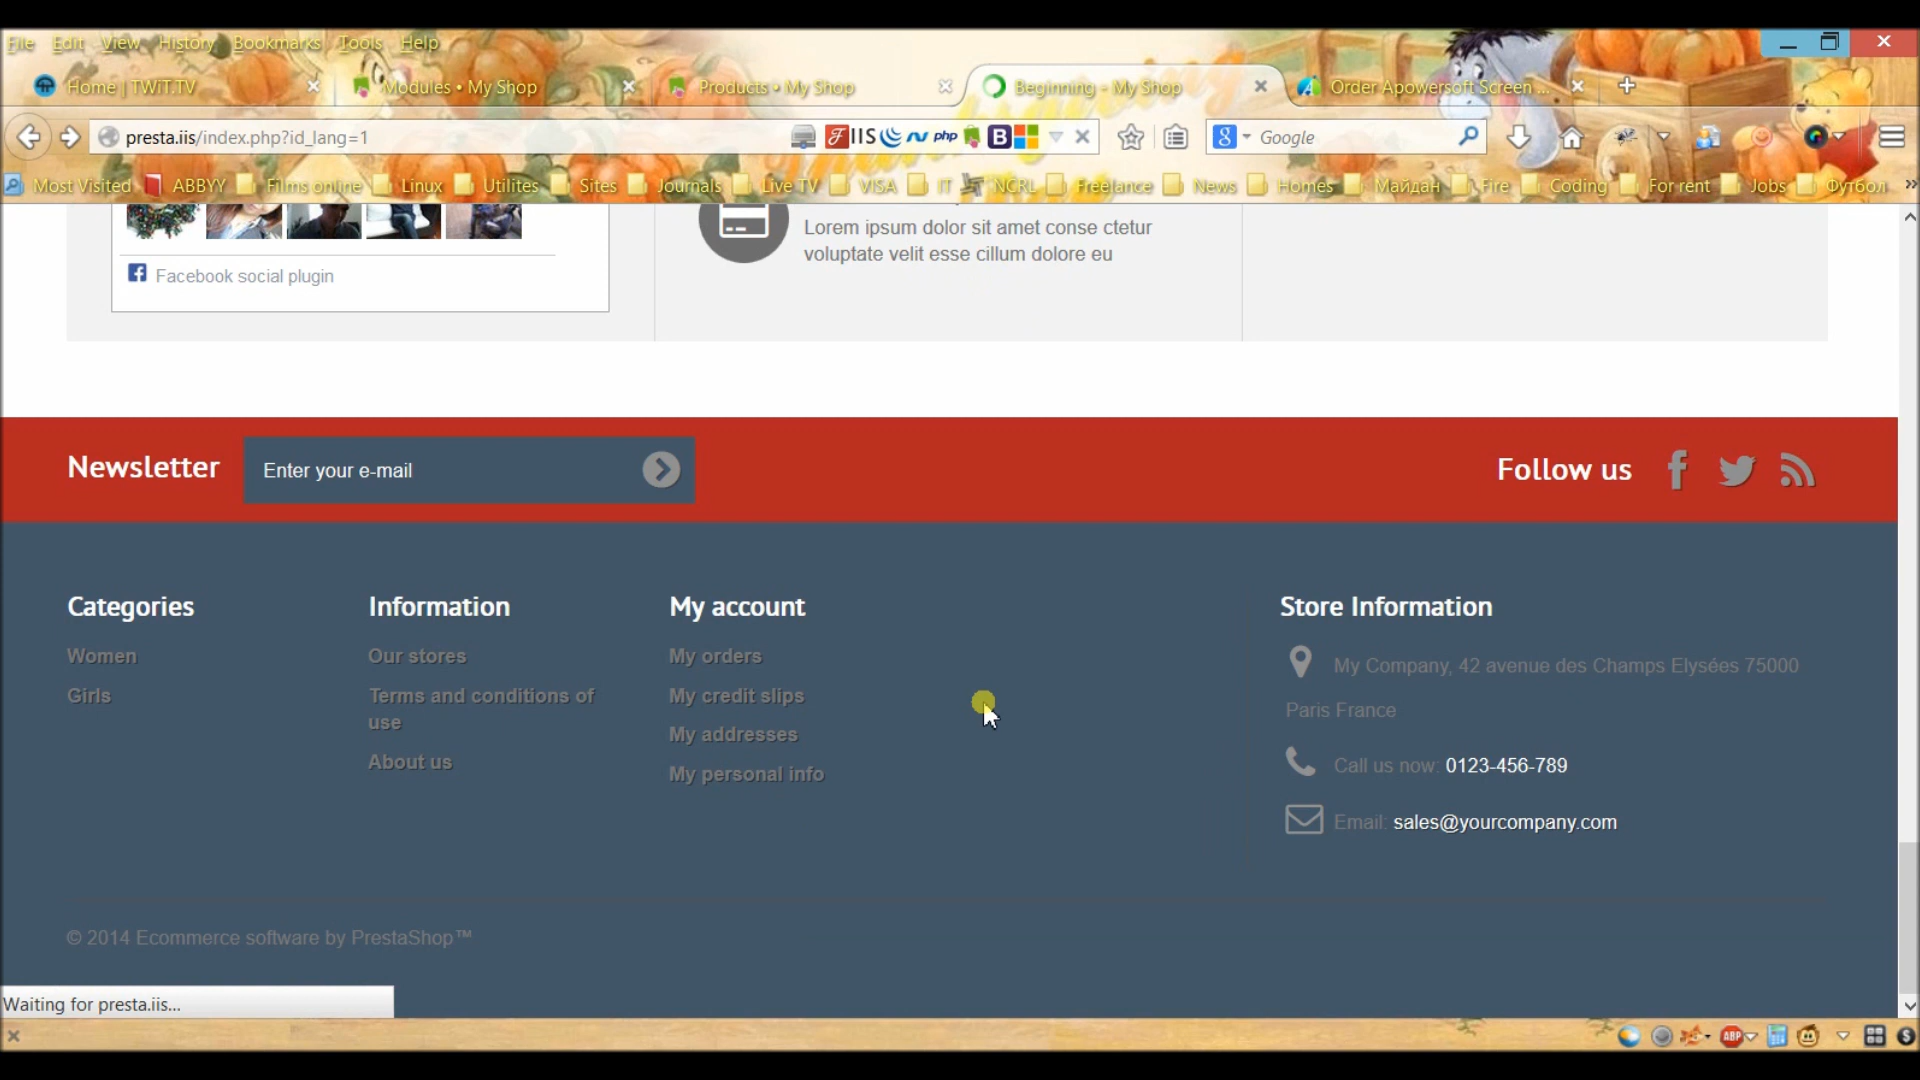 File Edit View History Bookmarks Tools Help
Home | TWiT.TV
Modules • My Shop
Products • My Shop
Beginning - My Shop
Order Apowersoft Screen ...
presta.iis/index.php?id_lang=1
IIS
php
B
Google
Most Visited ABBYY Films online Linux Utilites Sites Journals Live TV VISA IT NCRL Freelance News Homes Майдан Fire Coding For rent Jobs Футбол
Lorem ipsum dolor sit amet conse ctetur
voluptate velit esse cillum dolore eu
Facebook social plugin
Newsletter
Enter your e-mail
Follow us
Categories
Women
Girls
Information
Our stores
Terms and conditions of
use
About us
My account
My orders
My credit slips
My addresses
My personal info
Store Information
My Company, 42 avenue des Champs Elysées 75000
Paris France
Call us now: 0123-456-789
Email: sales@yourcompany.com
© 2014 Ecommerce software by PrestaShop™
Waiting for presta.iis...
ABP